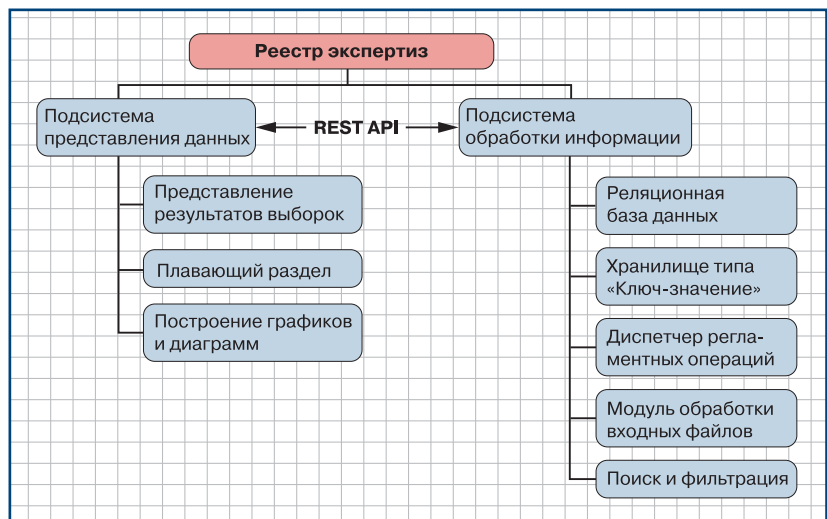 Реестр экспертиз
Подсистема
представления данных
REST API
Подсистема
обработки информации
Представление
результатов выборок
Плавающий раздел
Построение графиков
и диаграмм
Реляционная
база данных
Хранилище типа
«Ключ-значение»
Диспетчер регла-
ментных операций
Модуль обработки
входных файлов
Поиск и фильтрация